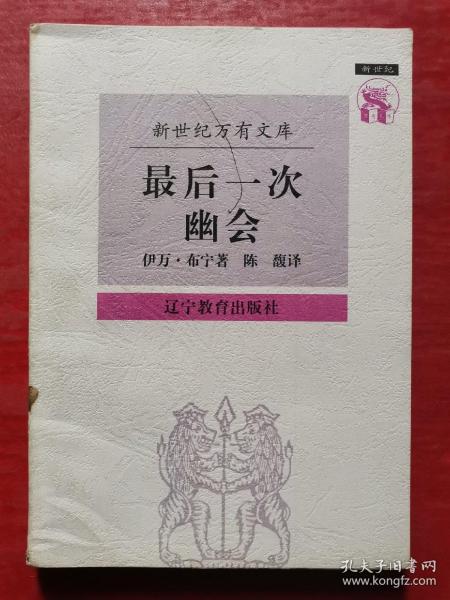 新世纪
新世纪万有文库
最后一次
幽会
伊万·布宁著 陈 馥译
辽宁教育出版社
孔夫子旧书网
www.kongfz.com